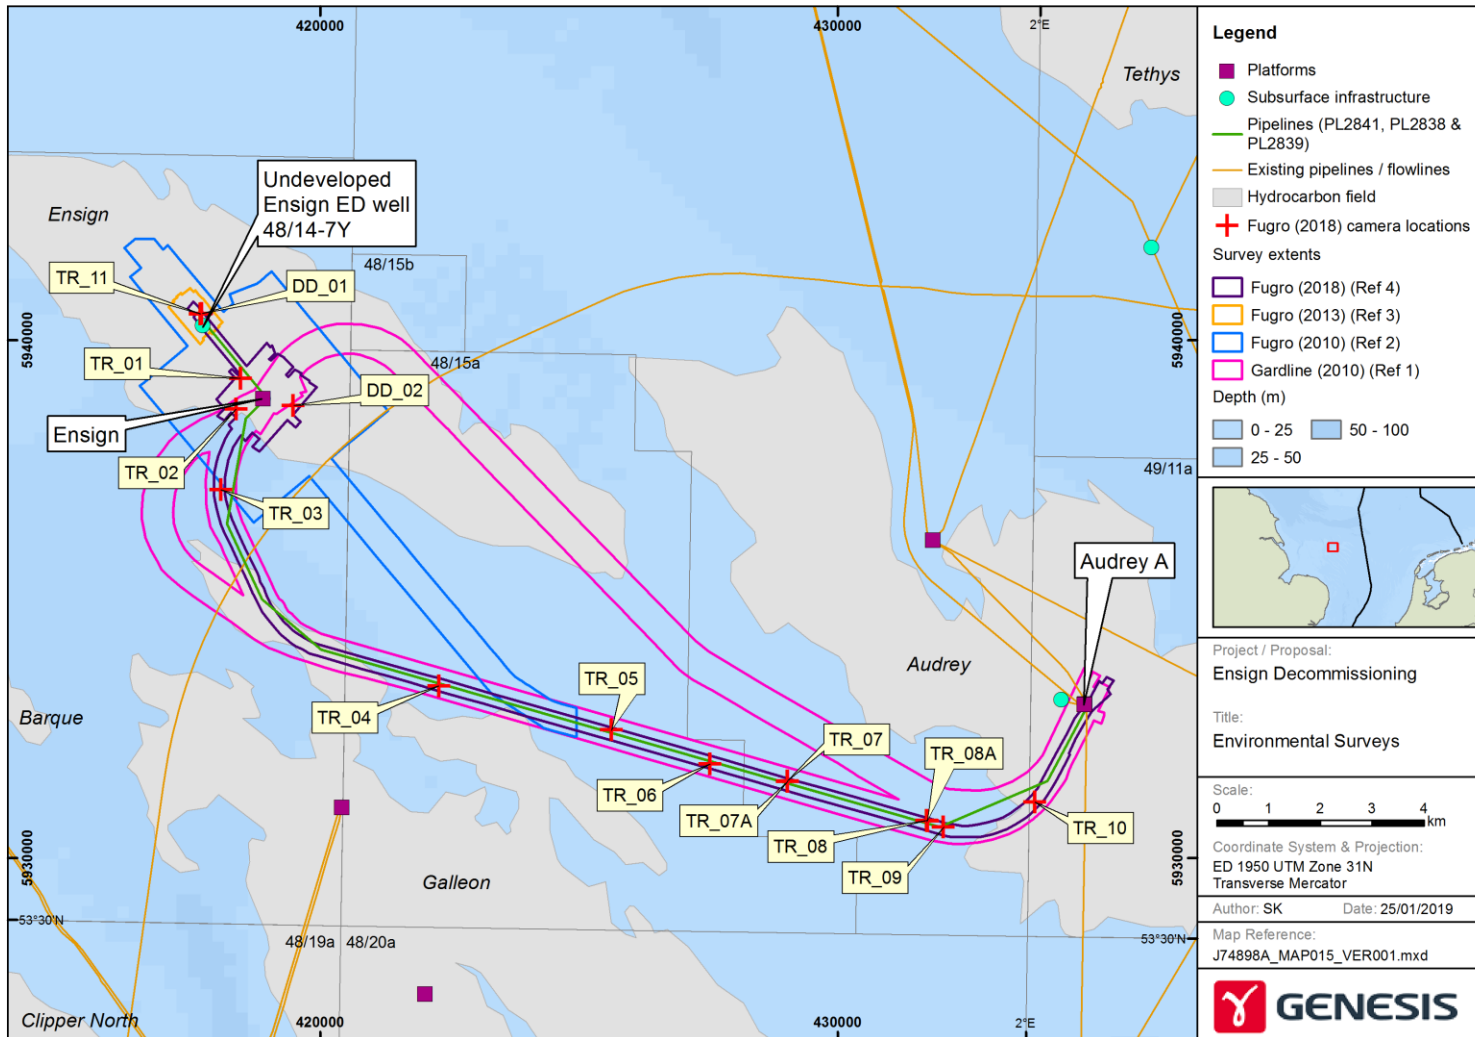 420000
430000
2°E
Tethys
Undeveloped
Ensign ED well
48/14-7Y
Ensign
48/15b
TR_11
DD_01
5940000
5940000
TR_01
48/15a
DD_02
Ensign
TR_02
49/11a
TR_03
Audrey A
Audrey
TR_05
Barque
TR_04
TR_07
TR_08A
TR_06
TR_07A
TR_10
TR_08
TR_09
5930000
5930000
Galleon
53°30'N
53°30'N
48/19a
48/20a
Clipper North
420000
430000
2°E
Legend
Platforms
Subsurface infrastructure
Pipelines (PL2841, PL2838 &
PL2839)
Existing pipelines / flowlines
Hydrocarbon field
Fugro (2018) camera locations
Survey extents
Fugro (2018) (Ref 4)
Fugro (2013) (Ref 3)
Fugro (2010) (Ref 2)
Gardline (2010) (Ref 1)
Depth (m)
0 - 25
50 - 100
25 - 50
Project / Proposal:
Ensign Decommissioning
Title:
Environmental Surveys
Scale:
0 1 2 3 4
km
Coordinate System & Projection:
ED 1950 UTM Zone 31N
Transverse Mercator
Author: SK Date: 25/01/2019
Map Reference:
J74898A_MAP015_VER001.mxd
GENESIS